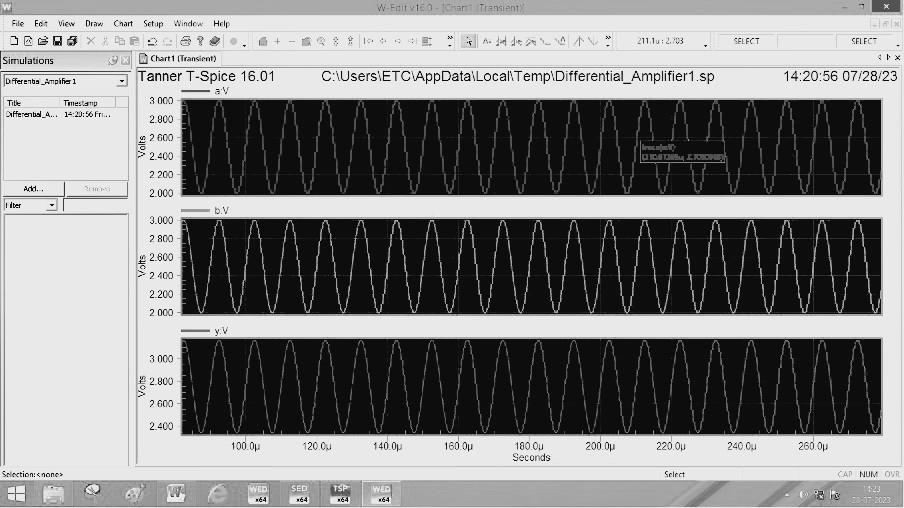 W-Edit v16.0 - [Chart1 (Transient)]
File Edit View Draw Chart Setup Window Help
211.1u : 2.703 SELECT SELECT
Simulations
Chart1 (Transient)
Differential_Amplifier1
Title Timestamp
Differential_A... 14:20:56 Fri...
Add... Remove
Filter
Tanner T-Spice 16.01 C:\Users\ETC\AppData\Local\Temp\Differential_Amplifier1.sp 14:20:56 07/28/23
a:V
Volts
3.000
2.800
2.600
2.400
2.200
2.000
b:V
Volts
3.000
2.800
2.600
2.400
2.200
2.000
y:V
Volts
3.000
2.800
2.600
2.400
100.0µ 120.0µ 140.0µ 160.0µ 180.0µ 200.0µ 220.0µ 240.0µ 260.0µ
Seconds
Selection:<none> Select CAP NUM OVR
WED x64 SED x64 TSP x64 WED x64
14:23
28-07-2023